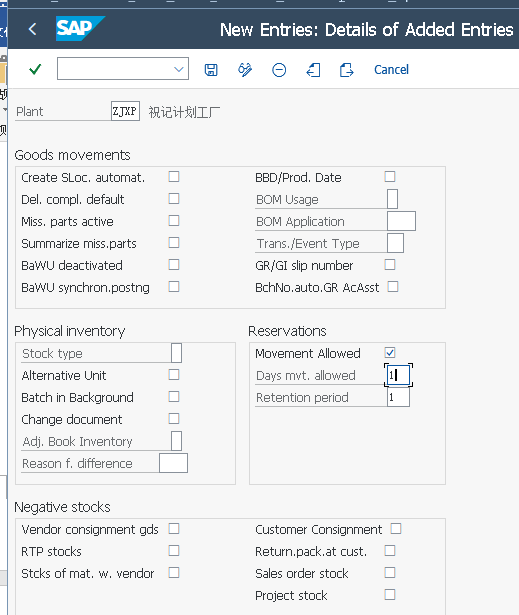 SAP
New Entries: Details of Added Entries
Cancel
Plant ZJXP 祝记计划工厂
Goods movements
Create SLoc. automat. BBD/Prod. Date
Del. compl. default BOM Usage
Miss. parts active BOM Application
Summarize miss.parts Trans./Event Type
BaWU deactivated GR/GI slip number
BaWU synchron.postng BchNo.auto.GR AcAsst
Physical inventory Reservations
Stock type Movement Allowed
Alternative Unit Days mvt. allowed 1
Batch in Background Retention period 1
Change document
Adj. Book Inventory
Reason f. difference
Negative stocks
Vendor consignment gds Customer Consignment
RTP stocks Return.pack.at cust.
Stcks of mat. w. vendor Sales order stock
Project stock